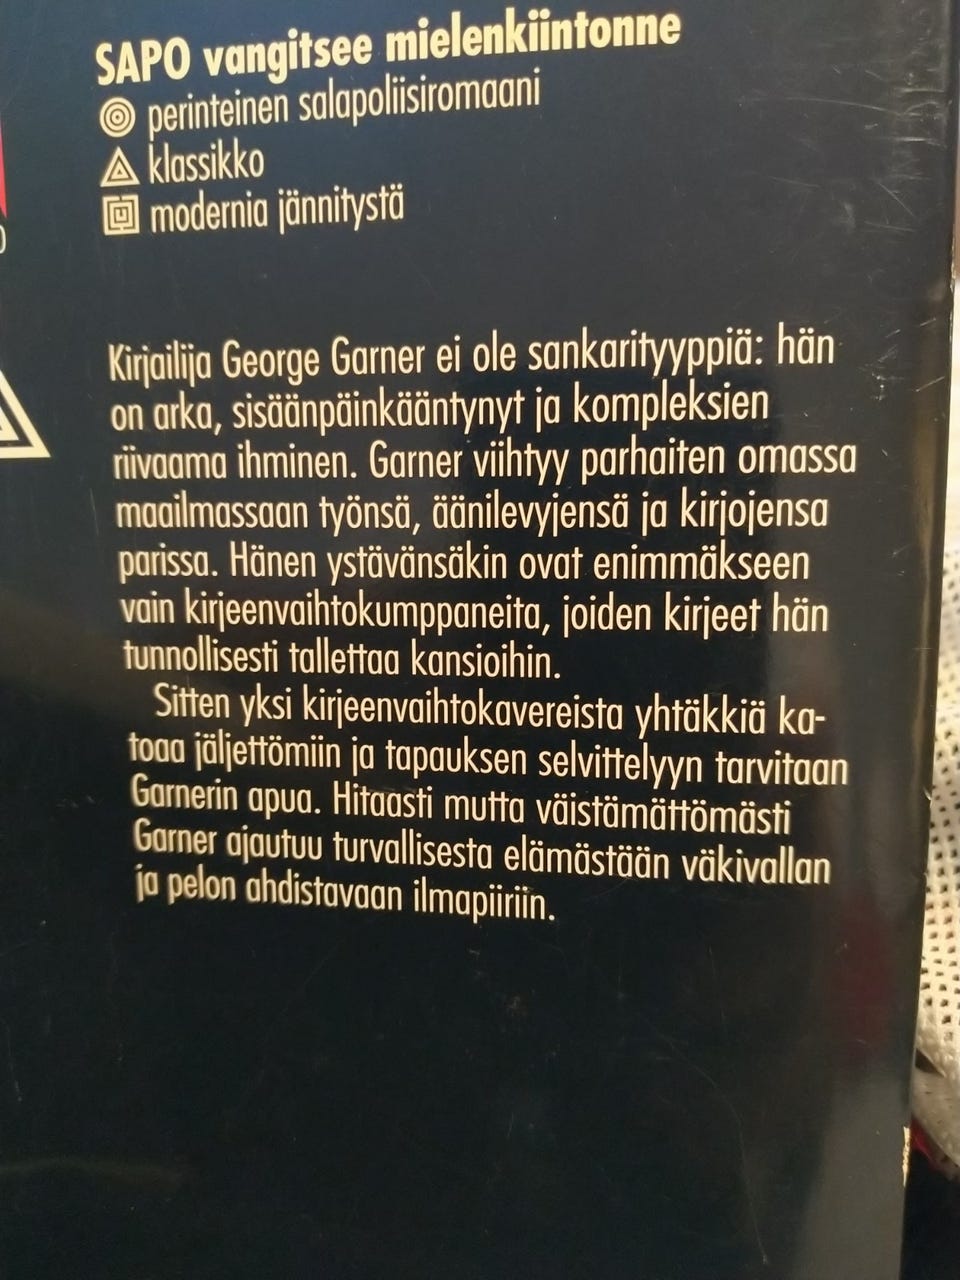 SAPO vangitsee mielenkiintonne
perinteinen salapoliisiromaani
klassikko
modernia jännitystä
Kirjailija George Garner ei ole sankarityyppiä: hän
on arka, sisäänpäinkääntynyt ja kompleksien
riivaama ihminen. Garner viihtyy parhaiten omassa
maailmassaan työnsä, äänilevyjensä ja kirjojensa
parissa. Hänen ystävänsäkin ovat enimmäkseen
vain kirjeenvaihtokumppaneita, joiden kirjeet hän
tunnollisesti tallettaa kansioihin.
Sitten yksi kirjeenvaihtokavereista yhtäkkiä ka-
toaa jäljettömiin ja tapauksen selvittelyyn tarvitaan
Garnerin apua. Hitaasti mutta väistämättömästi
Garner ajautuu turvallisesta elämästään väkivallan
ja pelon ahdistavaan ilmapiiriin.